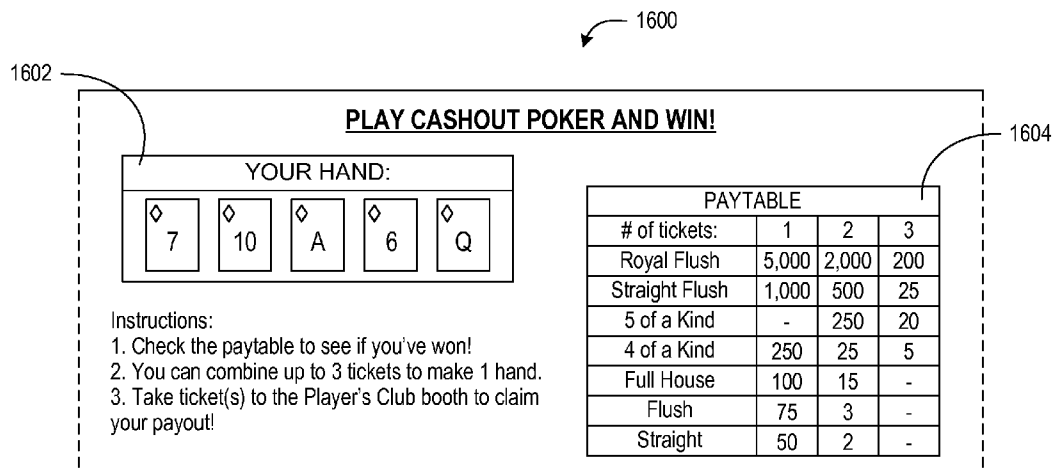 1600
1602
PLAY CASHOUT POKER AND WIN!
1604
YOUR HAND:
7 10 A 6 Q
Instructions:
1. Check the paytable to see if you've won!
2. You can combine up to 3 tickets to make 1 hand.
3. Take ticket(s) to the Player's Club booth to claim
your payout!
PAYTABLE
# of tickets: 1 2 3
Royal Flush 5,000 2,000 200
Straight Flush 1,000 500 25
5 of a Kind - 250 20
4 of a Kind 250 25 5
Full House 100 15 -
Flush 75 3 -
Straight 50 2 -